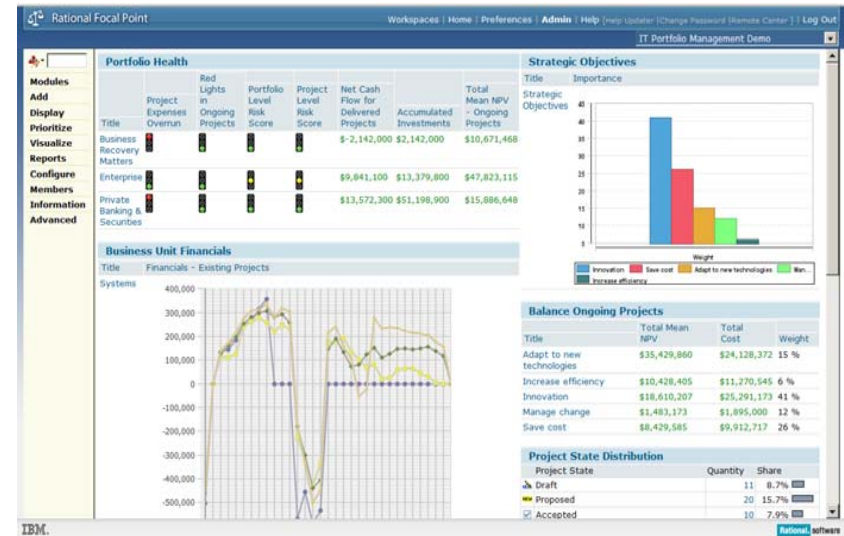 Rational Focal Point
Workspaces | Home | Preferences | Admin | Help [Help Updater |Change Password |Remote Center ] | Log Out
IT Portfolio Management Demo
Modules
Add
Display
Prioritize
Visualize
Reports
Configure
Members
Information
Advanced
Portfolio Health
Title
Project Expenses Overrun
Red Lights in Ongoing Projects
Portfolio Level Risk Score
Project Level Risk Score
Net Cash Flow for Delivered Projects
Accumulated Investments
Total Mean NPV - Ongoing Projects
Business Recovery Matters $-2,142,000 $2,142,000 $10,671,468
Enterprise $9,841,100 $13,379,800 $47,823,115
Private Banking & Securities $13,572,300 $51,198,900 $15,886,648
Business Unit Financials
Title Financials - Existing Projects
Systems
400,000
300,000
200,000
100,000
0
-100,000
-200,000
-300,000
-400,000
-500,000
Strategic Objectives
Title Importance
Strategic Objectives
Weight
Innovation Save cost Adapt to new technologies Man...
Increase efficiency
Balance Ongoing Projects
Title Total Mean NPV Total Cost Weight
Adapt to new technologies $35,429,860 $24,128,372 15 %
Increase efficiency $10,428,405 $11,270,545 6 %
Innovation $18,610,207 $25,291,173 41 %
Manage change $1,483,173 $1,895,000 12 %
Save cost $8,429,585 $9,912,717 26 %
Project State Distribution
Project State Quantity Share
Draft 11 8.7%
Proposed 20 15.7%
Accepted 10 7.9%
IBM.
Rational. software